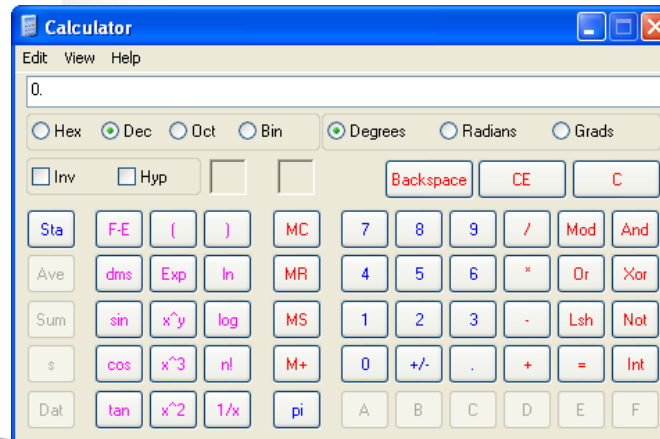 Calculator
Edit View Help
0.
Hex Dec Oct Bin Degrees Radians Grads
Inv Hyp Backspace CE C
Sta F-E ( ) MC 7 8 9 / Mod And
Ave dms Exp ln MR 4 5 6 * Or Xor
Sum sin x^y log MS 1 2 3 - Lsh Not
s cos x^3 n! M+ 0 +/- . + = Int
Dat tan x^2 1/x pi A B C D E F